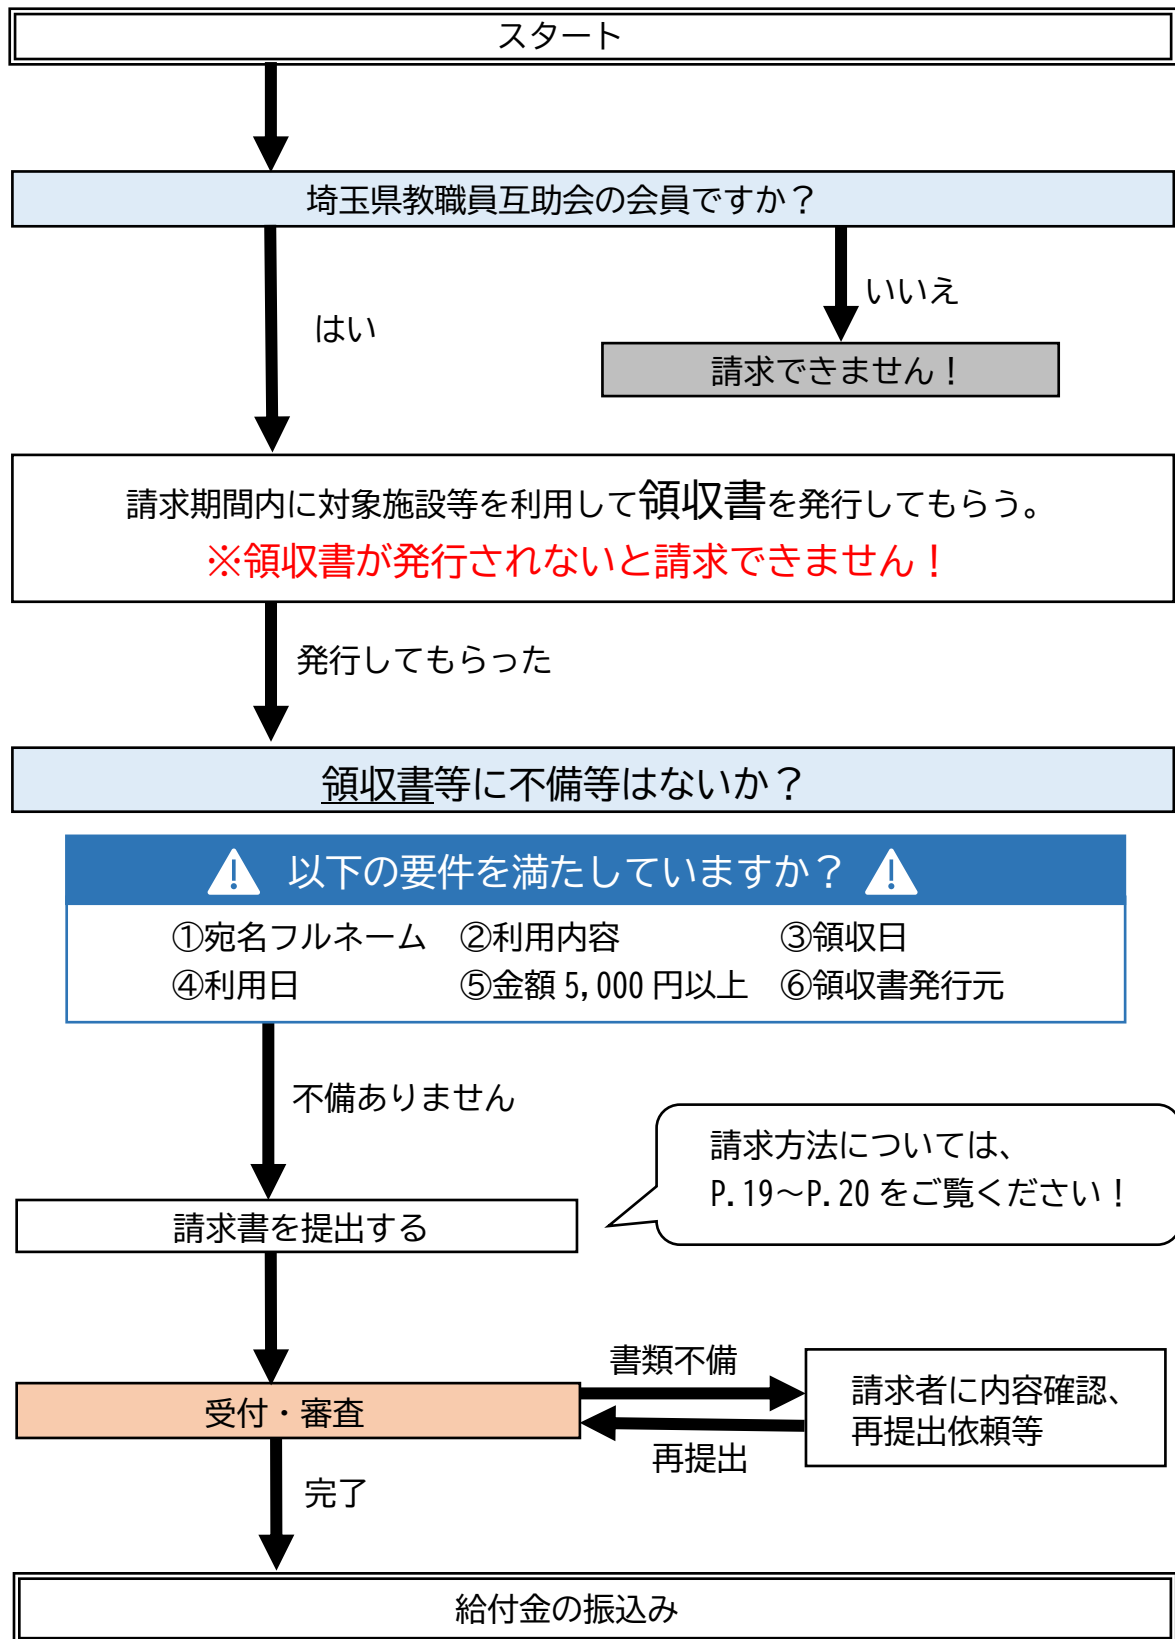 スタート
埼玉県教職員互助会の会員ですか？
いいえ
はい
請求できません！
請求期間内に対象施設等を利用して領収書を発行してもらう。
※領収書が発行されないと請求できません！
発行してもらった
領収書等に不備等はないか？
以下の要件を満たしていますか？
①宛名フルネーム ②利用内容 ③領収日
④利用日 ⑤金額 5,000 円以上 ⑥領収書発行元
不備ありません
請求方法については、
P.19～P.20 をご覧ください！
請求書を提出する
書類不備
請求者に内容確認、
再提出依頼等
受付・審査
再提出
完了
給付金の振込み